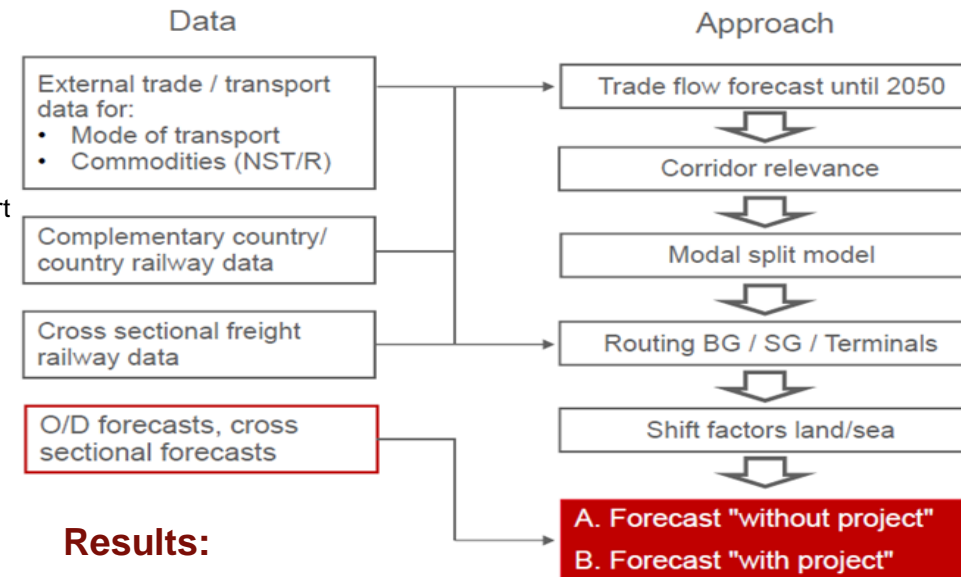 Data
External trade / transport
data for:
• Mode of transport
• Commodities (NST/R)
Complementary country/
country railway data
Cross sectional freight
railway data
O/D forecasts, cross
sectional forecasts
Results:
Approach
Trade flow forecast until 2050
Corridor relevance
Modal split model
Routing BG / SG / Terminals
Shift factors land/sea
A. Forecast "without project"
B. Forecast "with project"